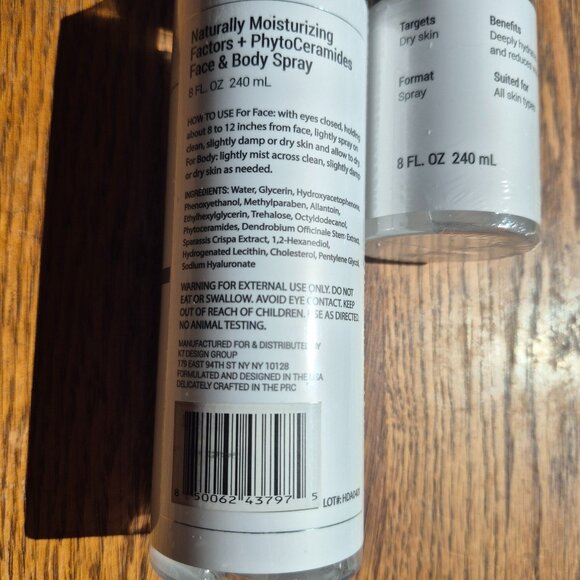 Naturally Moisturizing
Factors + PhytoCeramides
Face & Body Spray
8 FL. OZ 240 mL
HOW TO USE For Face: with eyes closed, holding
about 8 to 12 inches from face, lightly spray on
clean, slightly damp or dry skin and allow to dry.
For Body: lightly mist across clean, slightly damp
or dry skin as needed.
INGREDIENTS: Water, Glycerin, Hydroxyacetophenone,
Phenoxyethanol, Methylparaben, Allantoin,
Ethylhexylglycerin, Trehalose, Octyldodecanol,
Phytoceramides, Dendrobium Officinale Stem Extract,
Sparassis Crispa Extract, 1,2-Hexanediol,
Hydrogenated Lecithin, Cholesterol, Pentylene Glycol,
Sodium Hyaluronate
WARNING FOR EXTERNAL USE ONLY. DO NOT
EAT OR SWALLOW. AVOID EYE CONTACT. KEEP
OUT OF REACH OF CHILDREN. USE AS DIRECTED.
NO ANIMAL TESTING.
MANUFACTURED FOR & DISTRIBUTED BY
KT DESIGN GROUP
179 EAST 94TH ST NY NY 10128
FORMULATED AND DESIGNED IN THE USA
DELICATELY CRAFTED IN THE PRC
8 50062 43797 5
LOT#: HDA0401
Targets
Dry skin
Benefits
Deeply hydrates
and reduces
Format
Spray
Suited for
All skin types
8 FL. OZ 240 mL